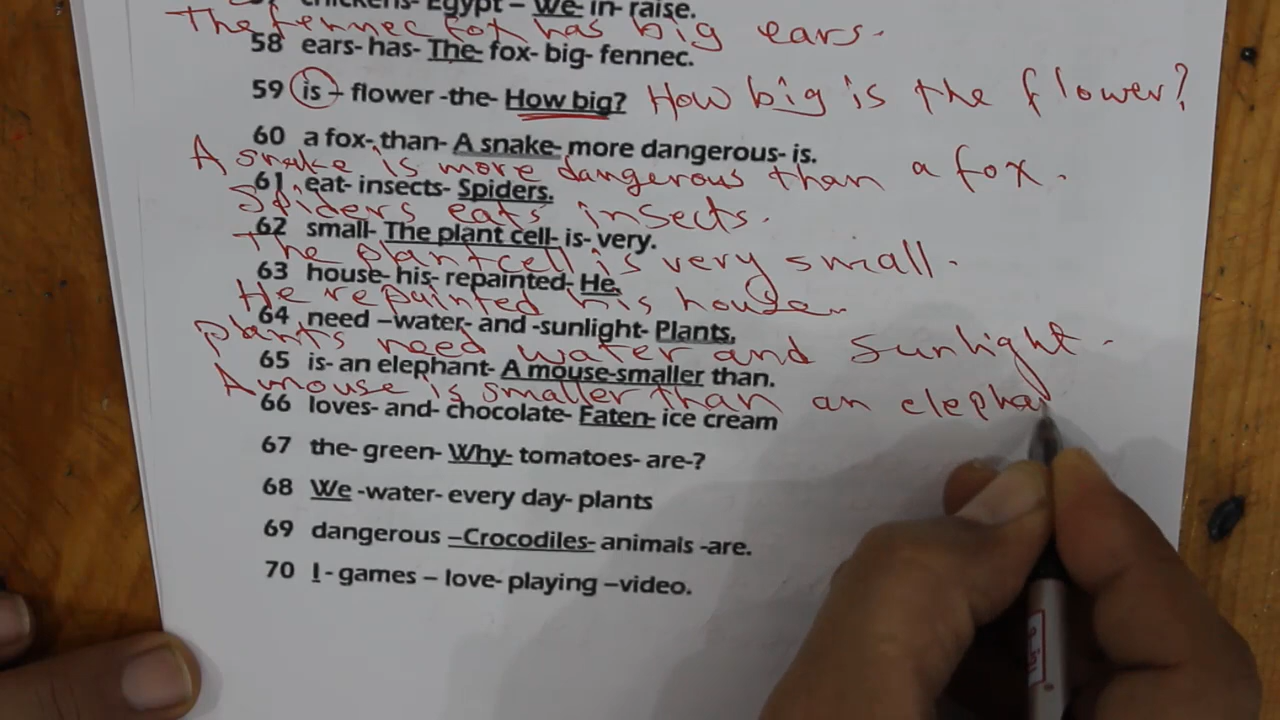 chickens- Egypt – We- in- raise.
The fennec fox has big ears.
58 ears- has- The- fox- big- fennec.
59 is – flower -the- How big? How big is the flower?
60 a fox- than- A snake- more dangerous- is.
A snake is more dangerous than a fox.
61 eat- insects- Spiders.
Spiders eats insects.
62 small- The plant cell- is- very.
The plant cell is very small.
63 house- his- repainted- He.
He repainted his house.
64 need –water- and -sunlight- Plants.
plants need water and sunlight.
65 is- an elephant- A mouse-smaller than.
A mouse is smaller than an elepha
66 loves- and- chocolate- Faten- ice cream
67 the- green- Why- tomatoes- are-?
68 We -water- every day- plants
69 dangerous –Crocodiles- animals -are.
70 I - games – love- playing –video.